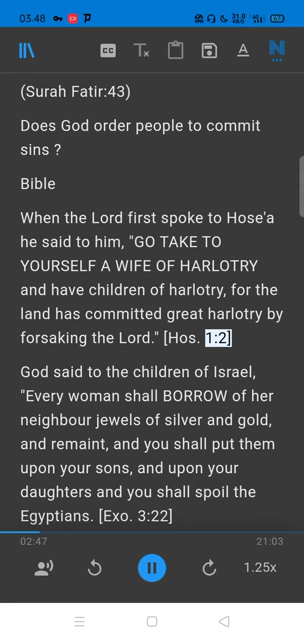 03.48
CC
(Surah Fatir:43)
Does God order people to commit
sins ?
Bible
When the Lord first spoke to Hose'a
he said to him, "GO TAKE TO
YOURSELF A WIFE OF HARLOTRY
and have children of harlotry, for the
land has committed great harlotry by
forsaking the Lord." [Hos. 1:2]
God said to the children of Israel,
"Every woman shall BORROW of her
neighbour jewels of silver and gold,
and remaint, and you shall put them
upon your sons, and upon your
daughters and you shall spoil the
Egyptians. [Exo. 3:22]
02:47 21:03
1.25x